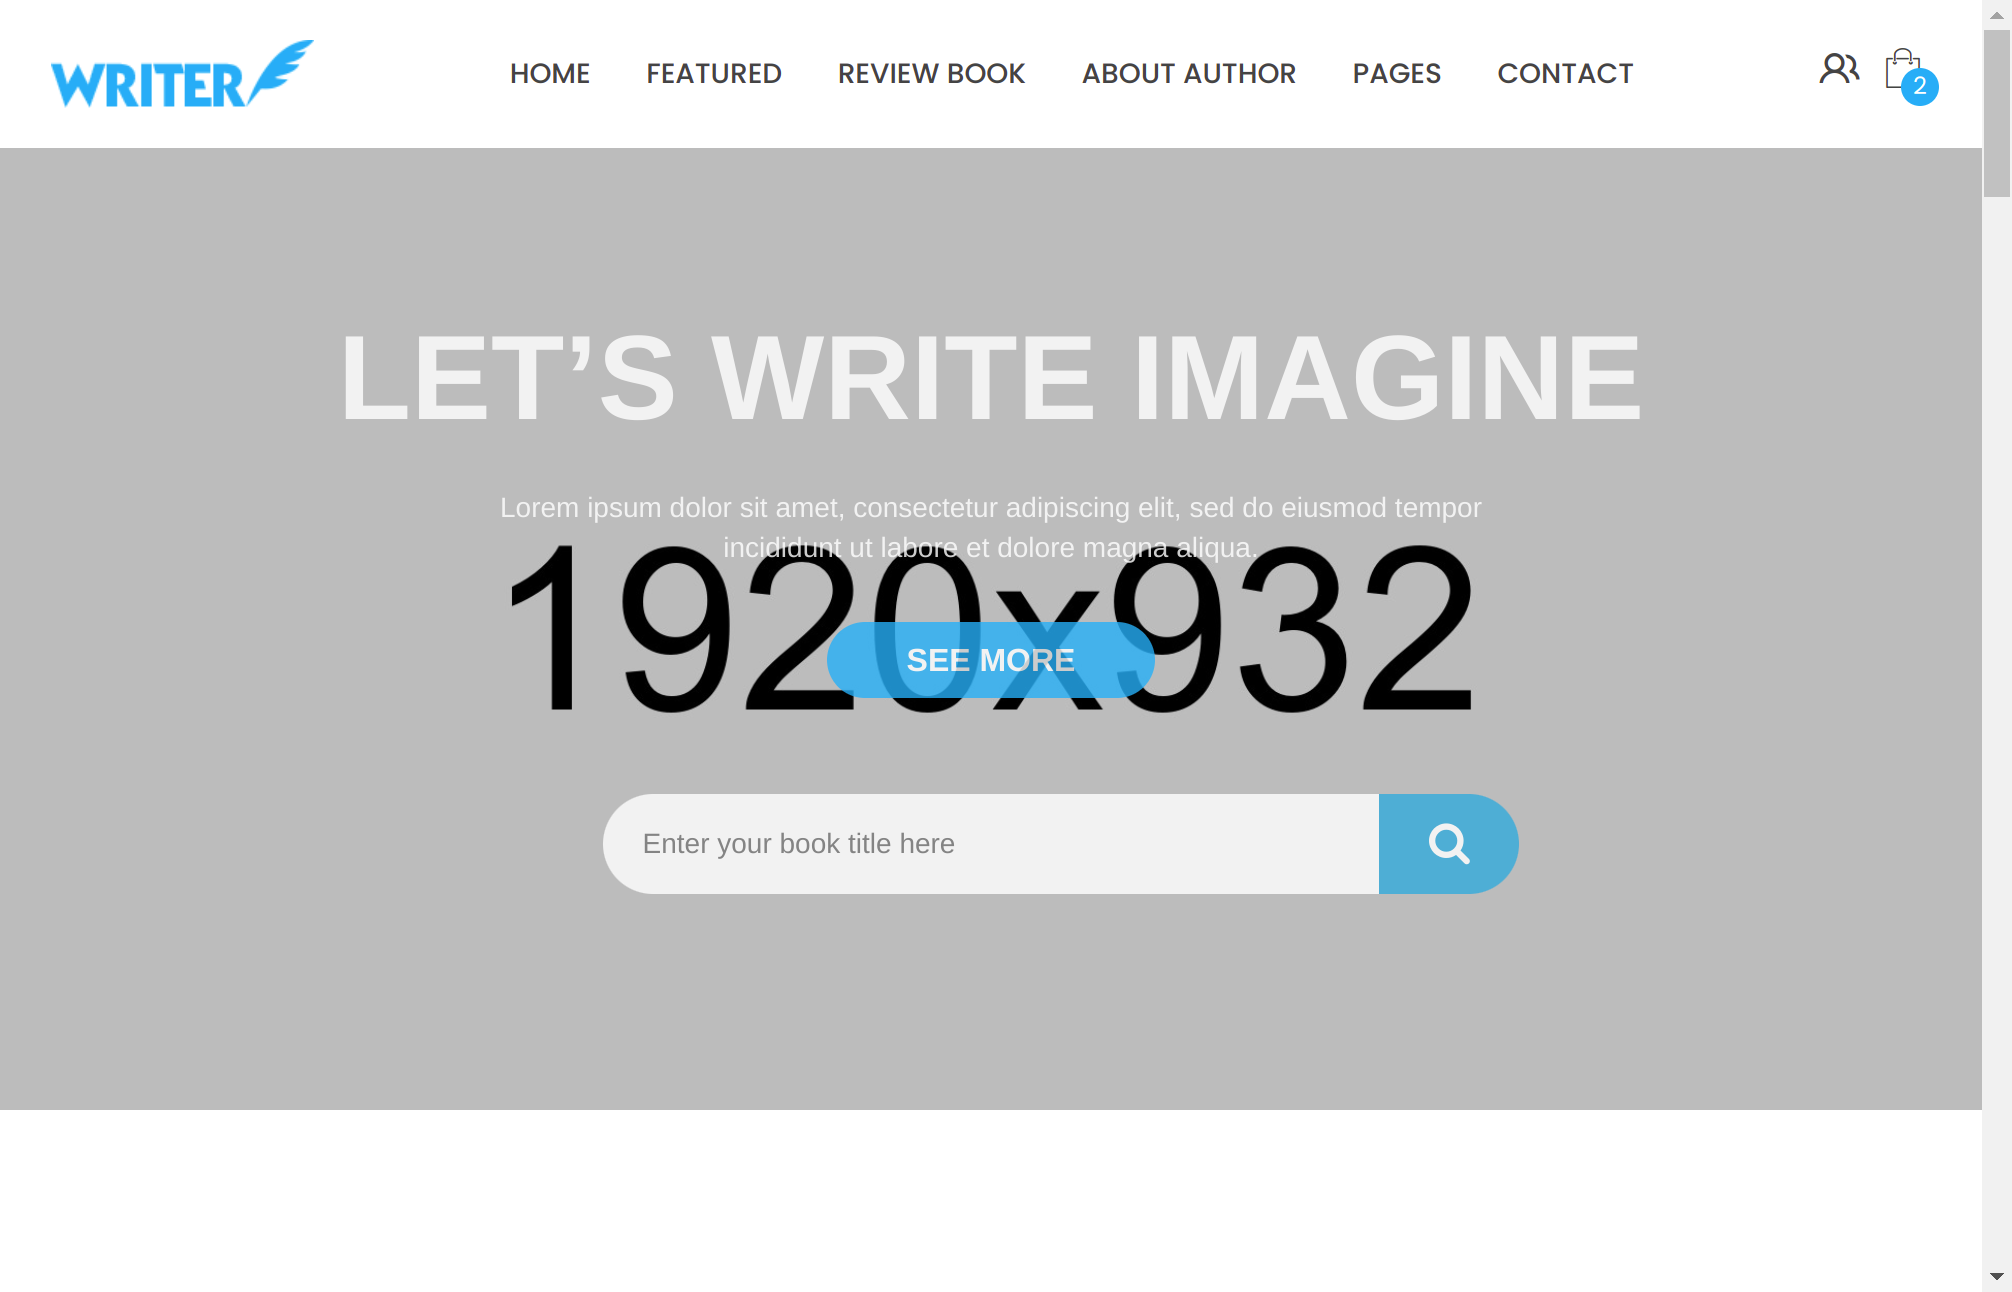 WRITER
HOME FEATURED REVIEW BOOK ABOUT AUTHOR PAGES CONTACT
2
LET’S WRITE IMAGINE
Lorem ipsum dolor sit amet, consectetur adipiscing elit, sed do eiusmod tempor
incididunt ut labore et dolore magna aliqua.
1920x932
SEE MORE
Enter your book title here